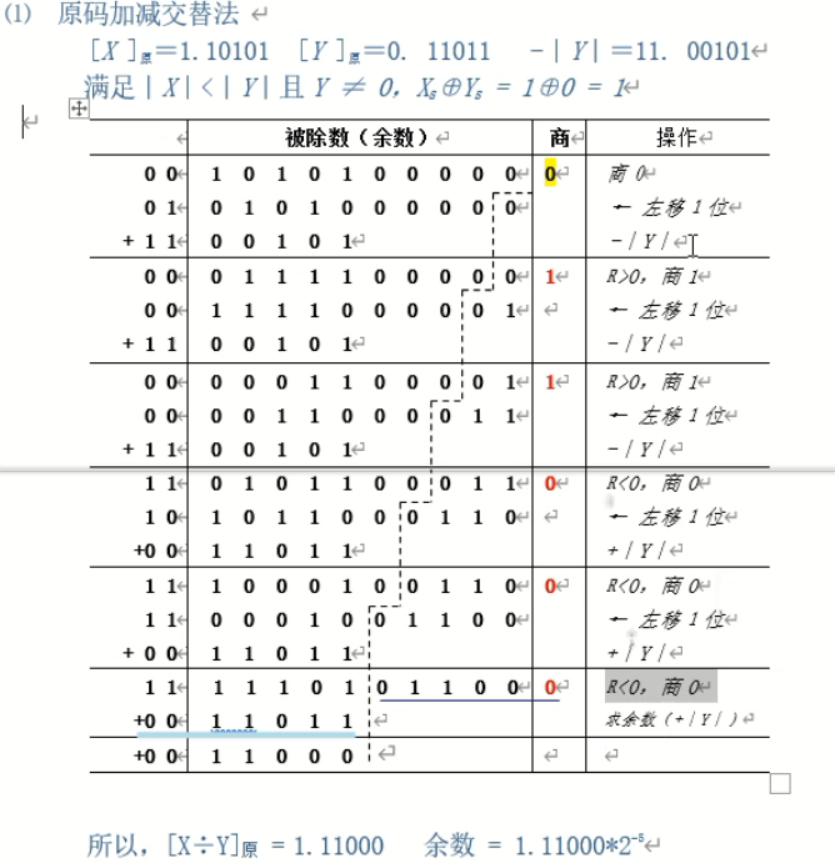 (1) 原码加减交替法
[X]原=1.10101 [Y]原=0. 11011 -|Y|=11. 00101
满足|X|<|Y|且 Y ≠ 0, Xs⊕Ys = 1⊕0 = 1
被除数（余数） 商 操作
0 0 1 0 1 0 1 0 0 0 0 0 0 商 0
0 1 0 1 0 1 0 0 0 0 0 0 ← 左移 1 位
+ 1 1 0 0 1 0 1 -|Y|
0 0 0 1 1 1 1 0 0 0 0 0 1 R>0, 商 1
0 0 1 1 1 1 0 0 0 0 0 1 ← 左移 1 位
+ 1 1 0 0 1 0 1 -|Y|
0 0 0 0 0 1 1 0 0 0 0 1 1 R>0, 商 1
0 0 0 0 1 1 0 0 0 0 1 1 ← 左移 1 位
+ 1 1 0 0 1 0 1 -|Y|
1 1 0 1 0 1 1 0 0 0 1 1 0 R<0, 商 0
1 0 1 0 1 1 0 0 0 1 1 0 ← 左移 1 位
+0 0 1 1 0 1 1 +|Y|
1 1 1 0 0 0 1 0 0 1 1 0 0 R<0, 商 0
1 1 0 0 0 1 0 0 1 1 0 0 ← 左移 1 位
+ 0 0 1 1 0 1 1 +|Y|
1 1 1 1 1 0 1 0 1 1 0 0 0 R<0, 商 0
+0 0 1 1 0 1 1 求余数（+|Y|）
+0 0 1 1 0 0 0
所以, [X÷Y]原 = 1.11000 余数 = 1.11000*2⁻⁵